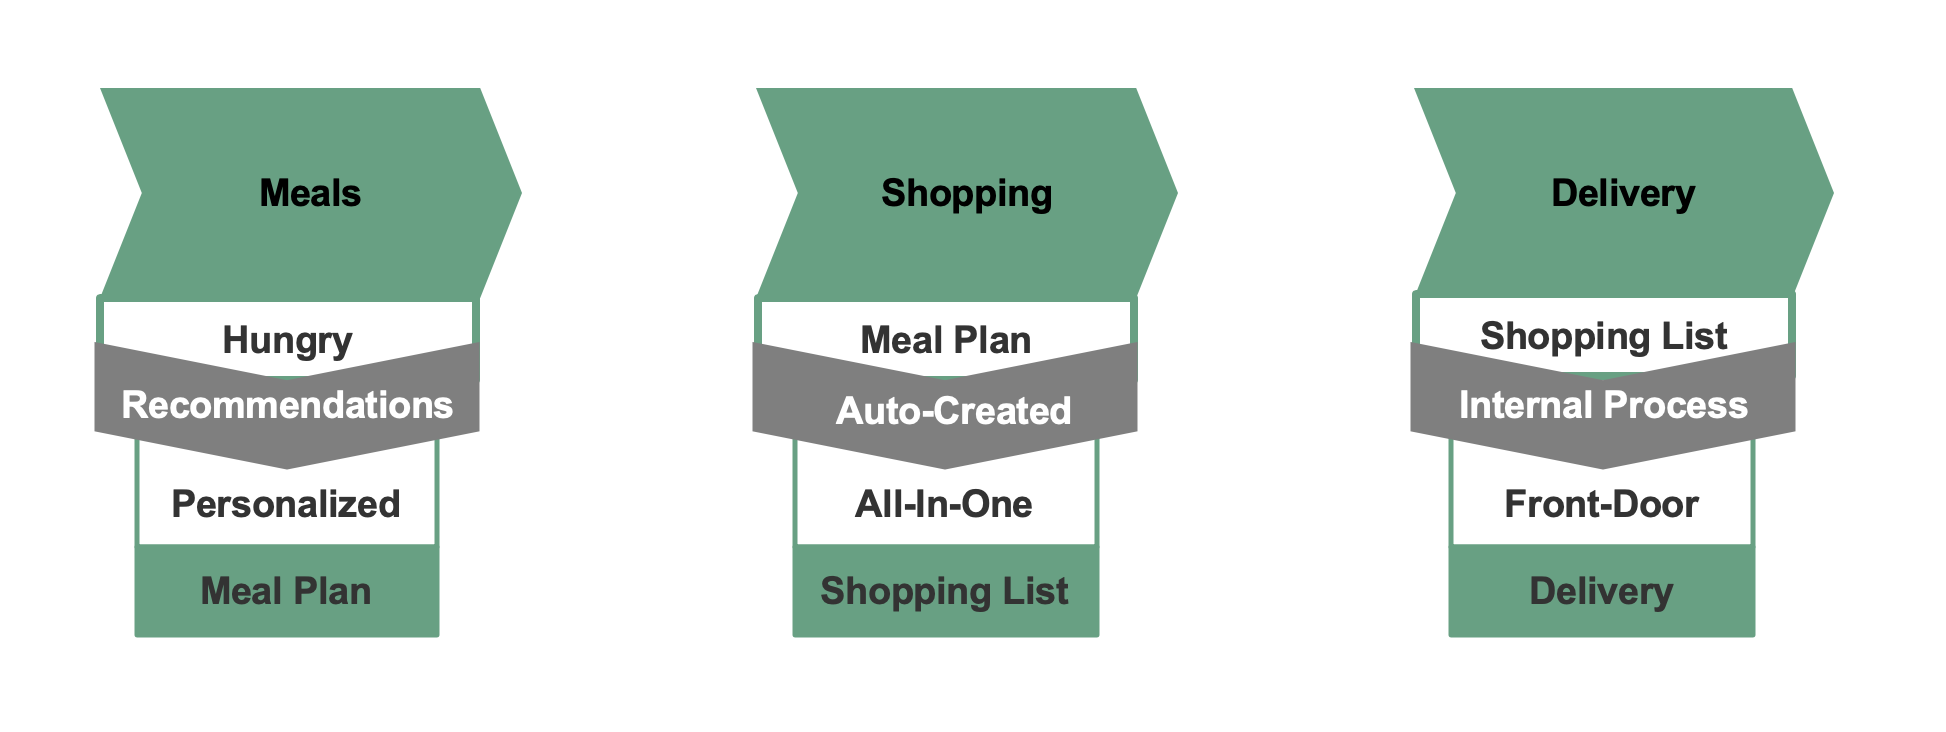 Meals
Hungry
Recommendations
Personalized
Meal Plan
Shopping
Meal Plan
Auto-Created
All-In-One
Shopping List
Delivery
Shopping List
Internal Process
Front-Door
Delivery